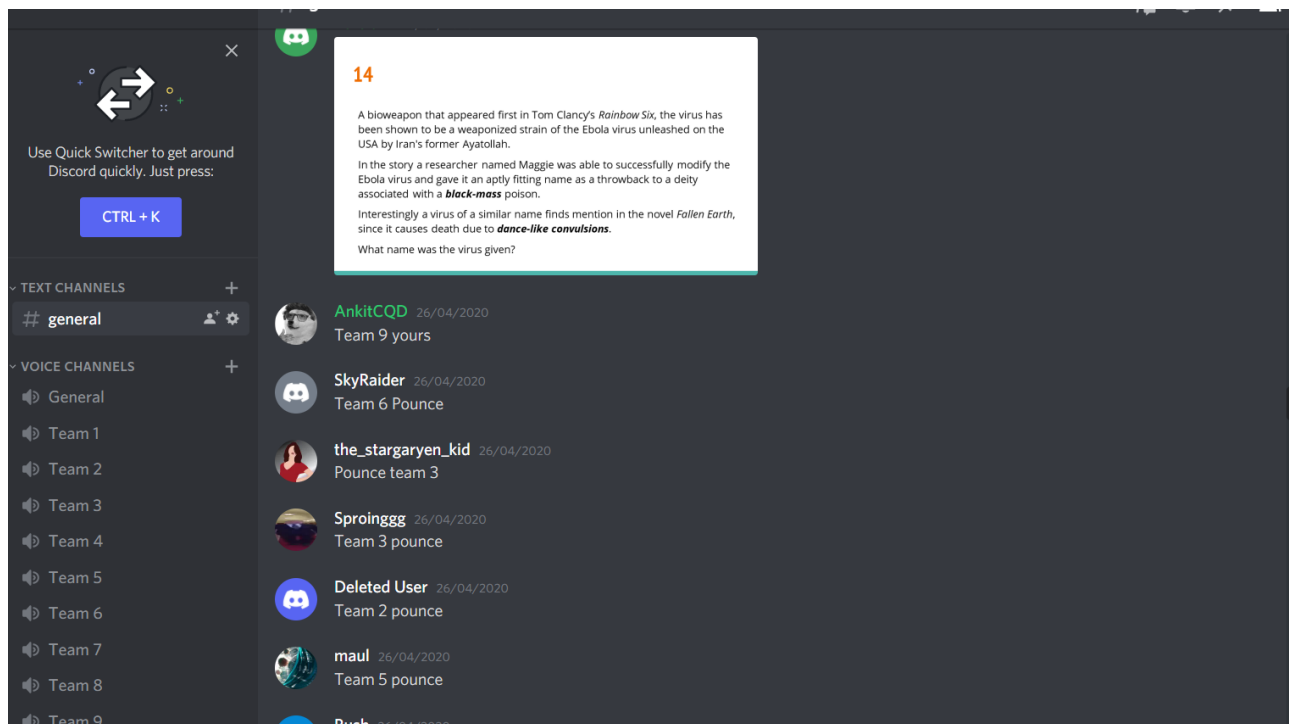 Use Quick Switcher to get around
Discord quickly. Just press:
CTRL + K
TEXT CHANNELS
general
VOICE CHANNELS
General
Team 1
Team 2
Team 3
Team 4
Team 5
Team 6
Team 7
Team 8
Team 9
14
A bioweapon that appeared first in Tom Clancy's Rainbow Six, the virus has
been shown to be a weaponized strain of the Ebola virus unleashed on the
USA by Iran's former Ayatollah.
In the story a researcher named Maggie was able to successfully modify the
Ebola virus and gave it an aptly fitting name as a throwback to a deity
associated with a black-mass poison.
Interestingly a virus of a similar name finds mention in the novel Fallen Earth,
since it causes death due to dance-like convulsions.
What name was the virus given?
AnkitCQD 26/04/2020
Team 9 yours
SkyRaider 26/04/2020
Team 6 Pounce
the_stargaryen_kid 26/04/2020
Pounce team 3
Sproinggg 26/04/2020
Team 3 pounce
Deleted User 26/04/2020
Team 2 pounce
maul 26/04/2020
Team 5 pounce